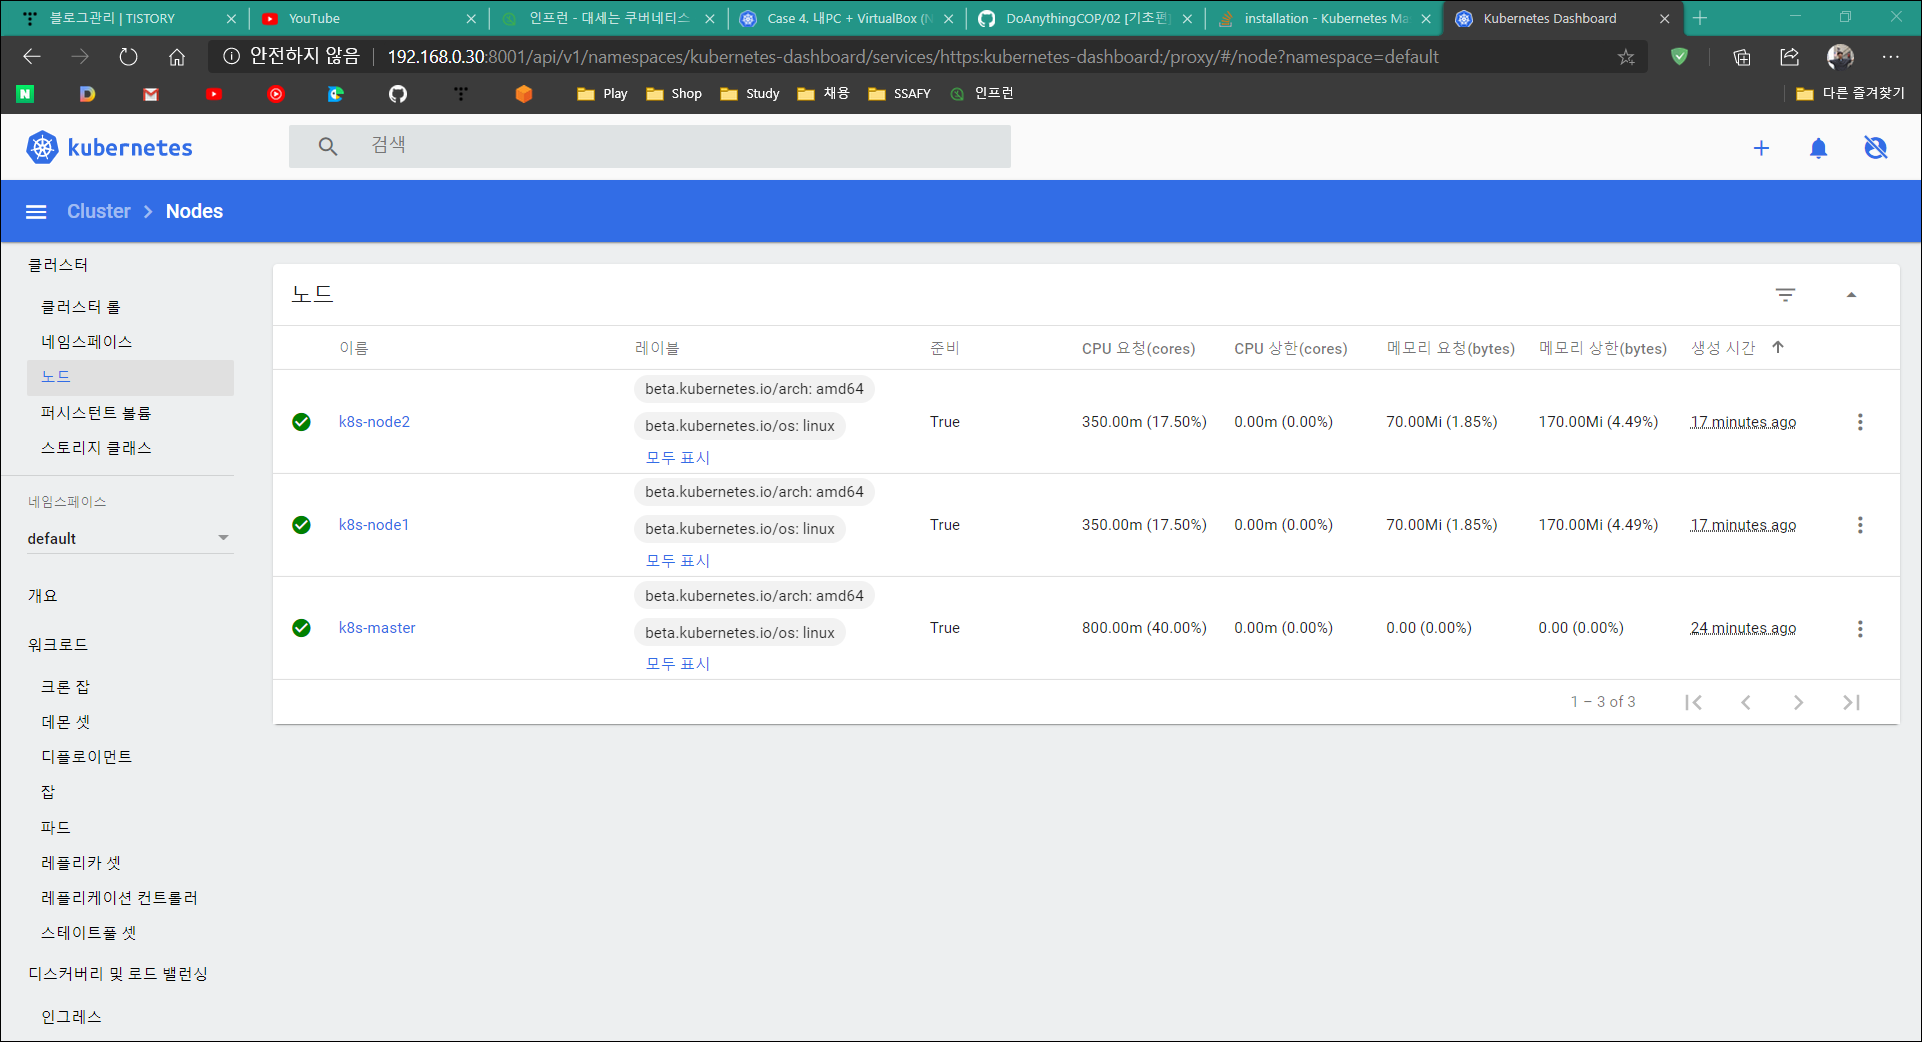 블로그관리 | TISTORY
YouTube
인프런 - 대세는 쿠버네티스
Case 4. 내PC + VirtualBox (N
DoAnythingCOP/02 [기초편]
installation - Kubernetes Ma
Kubernetes Dashboard
안전하지 않음
192.168.0.30:8001/api/v1/namespaces/kubernetes-dashboard/services/https:kubernetes-dashboard:/proxy/#/node?namespace=default
Play
Shop
Study
채용
SSAFY
인프런
다른 즐겨찾기
kubernetes
검색
Cluster
Nodes
클러스터
클러스터 롤
네임스페이스
노드
퍼시스턴트 볼륨
스토리지 클래스
네임스페이스
default
개요
워크로드
크론 잡
데몬 셋
디플로이먼트
잡
파드
레플리카 셋
레플리케이션 컨트롤러
스테이트풀 셋
디스커버리 및 로드 밸런싱
인그레스
노드
이름 레이블 준비 CPU 요청(cores) CPU 상한(cores) 메모리 요청(bytes) 메모리 상한(bytes) 생성 시간
beta.kubernetes.io/arch: amd64
k8s-node2 beta.kubernetes.io/os: linux True 350.00m (17.50%) 0.00m (0.00%) 70.00Mi (1.85%) 170.00Mi (4.49%) 17 minutes ago
모두 표시
beta.kubernetes.io/arch: amd64
k8s-node1 beta.kubernetes.io/os: linux True 350.00m (17.50%) 0.00m (0.00%) 70.00Mi (1.85%) 170.00Mi (4.49%) 17 minutes ago
모두 표시
beta.kubernetes.io/arch: amd64
k8s-master beta.kubernetes.io/os: linux True 800.00m (40.00%) 0.00m (0.00%) 0.00 (0.00%) 0.00 (0.00%) 24 minutes ago
모두 표시
1 – 3 of 3